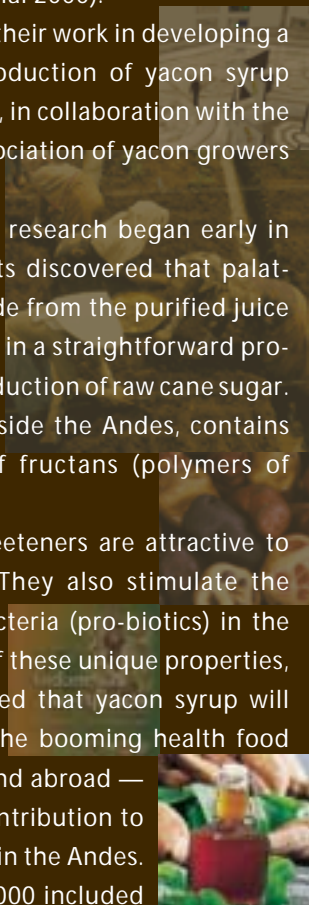 their work in developing a
oduction of yacon syrup
, in collaboration with the
ociation of yacon growers
research began early in
ts discovered that palat-
de from the purified juice
in a straightforward pro-
duction of raw cane sugar.
side the Andes, contains
f fructans (polymers of
eeteners are attractive to
They also stimulate the
cteria (pro-biotics) in the
f these unique properties,
ed that yacon syrup will
he booming health food
nd abroad —
ntribution to
in the Andes.
000 included